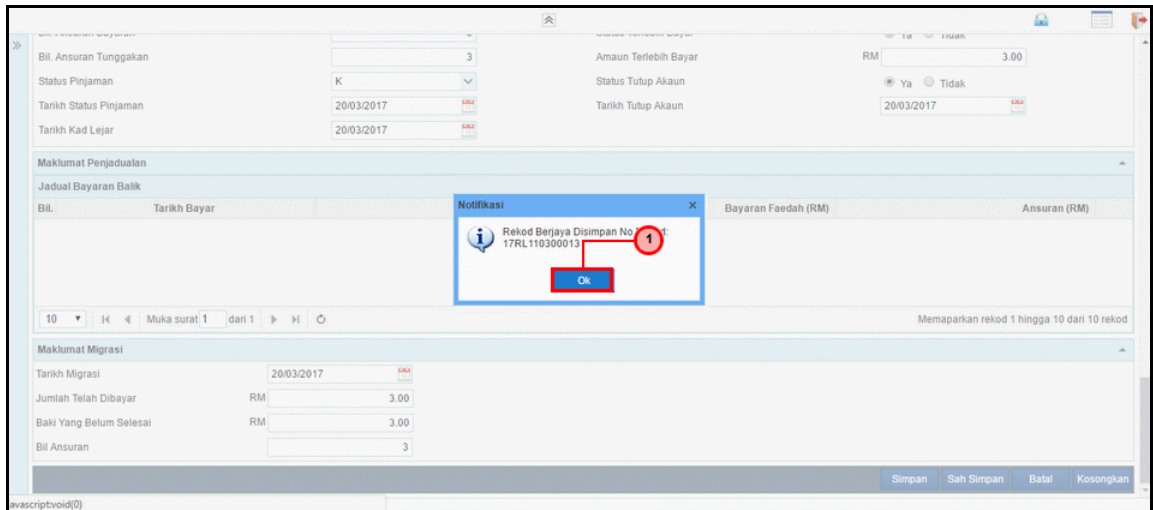 Bil. Ansuran Tunggakan 3 Amaun Terlebih Bayar RM 3.00
Status Pinjaman K Status Tutup Akaun Ya Tidak
Tarikh Status Pinjaman 20/03/2017 Tarikh Tutup Akaun 20/03/2017
Tarikh Kad Lejar 20/03/2017
Maklumat Penjadualan
Jadual Bayaran Balik
Bil. Tarikh Bayar Bayaran Faedah (RM) Ansuran (RM)
Notifikasi x
Rekod Berjaya Disimpan No
17RL110300013
1
Ok
10 Muka surat 1 dari 1 Memaparkan rekod 1 hingga 10 dari 10 rekod
Maklumat Migrasi
Tarikh Migrasi 20/03/2017
Jumlah Telah Dibayar RM 3.00
Baki Yang Belum Selesai RM 3.00
Bil Ansuran 3
Simpan Sah Simpan Batal Kosongkan
avascript:void(0)